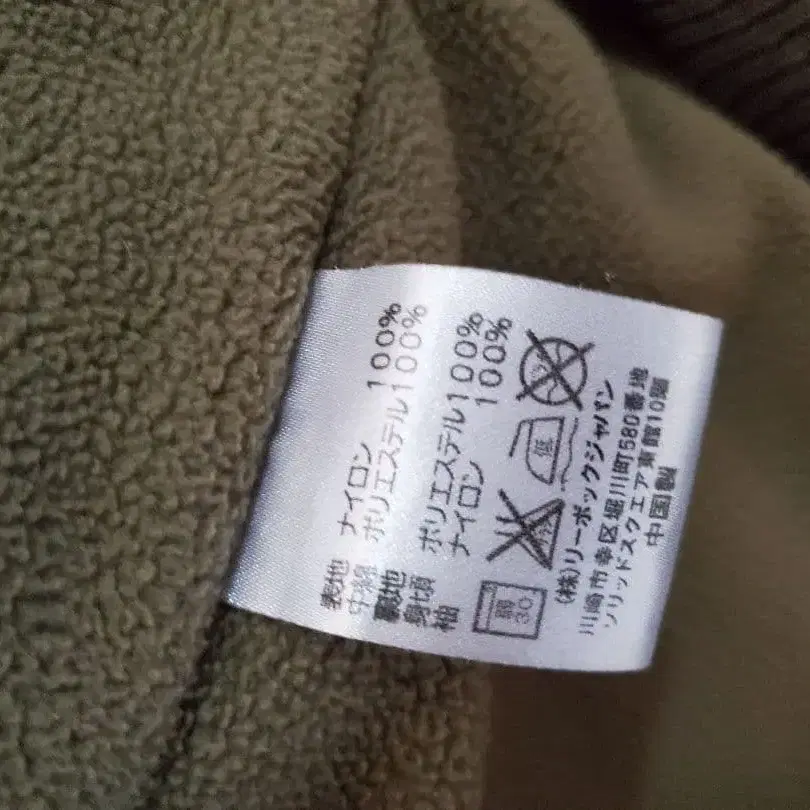 表地 ナイロン 100%
中綿 ポリエステル100%
裏地
身頃 ポリエステル100%
袖 ナイロン 100%
弱
30
低
(株)リーボックジャパン
川崎市幸区堀川町580番地
ソリッドスクエア東館10階
中国製